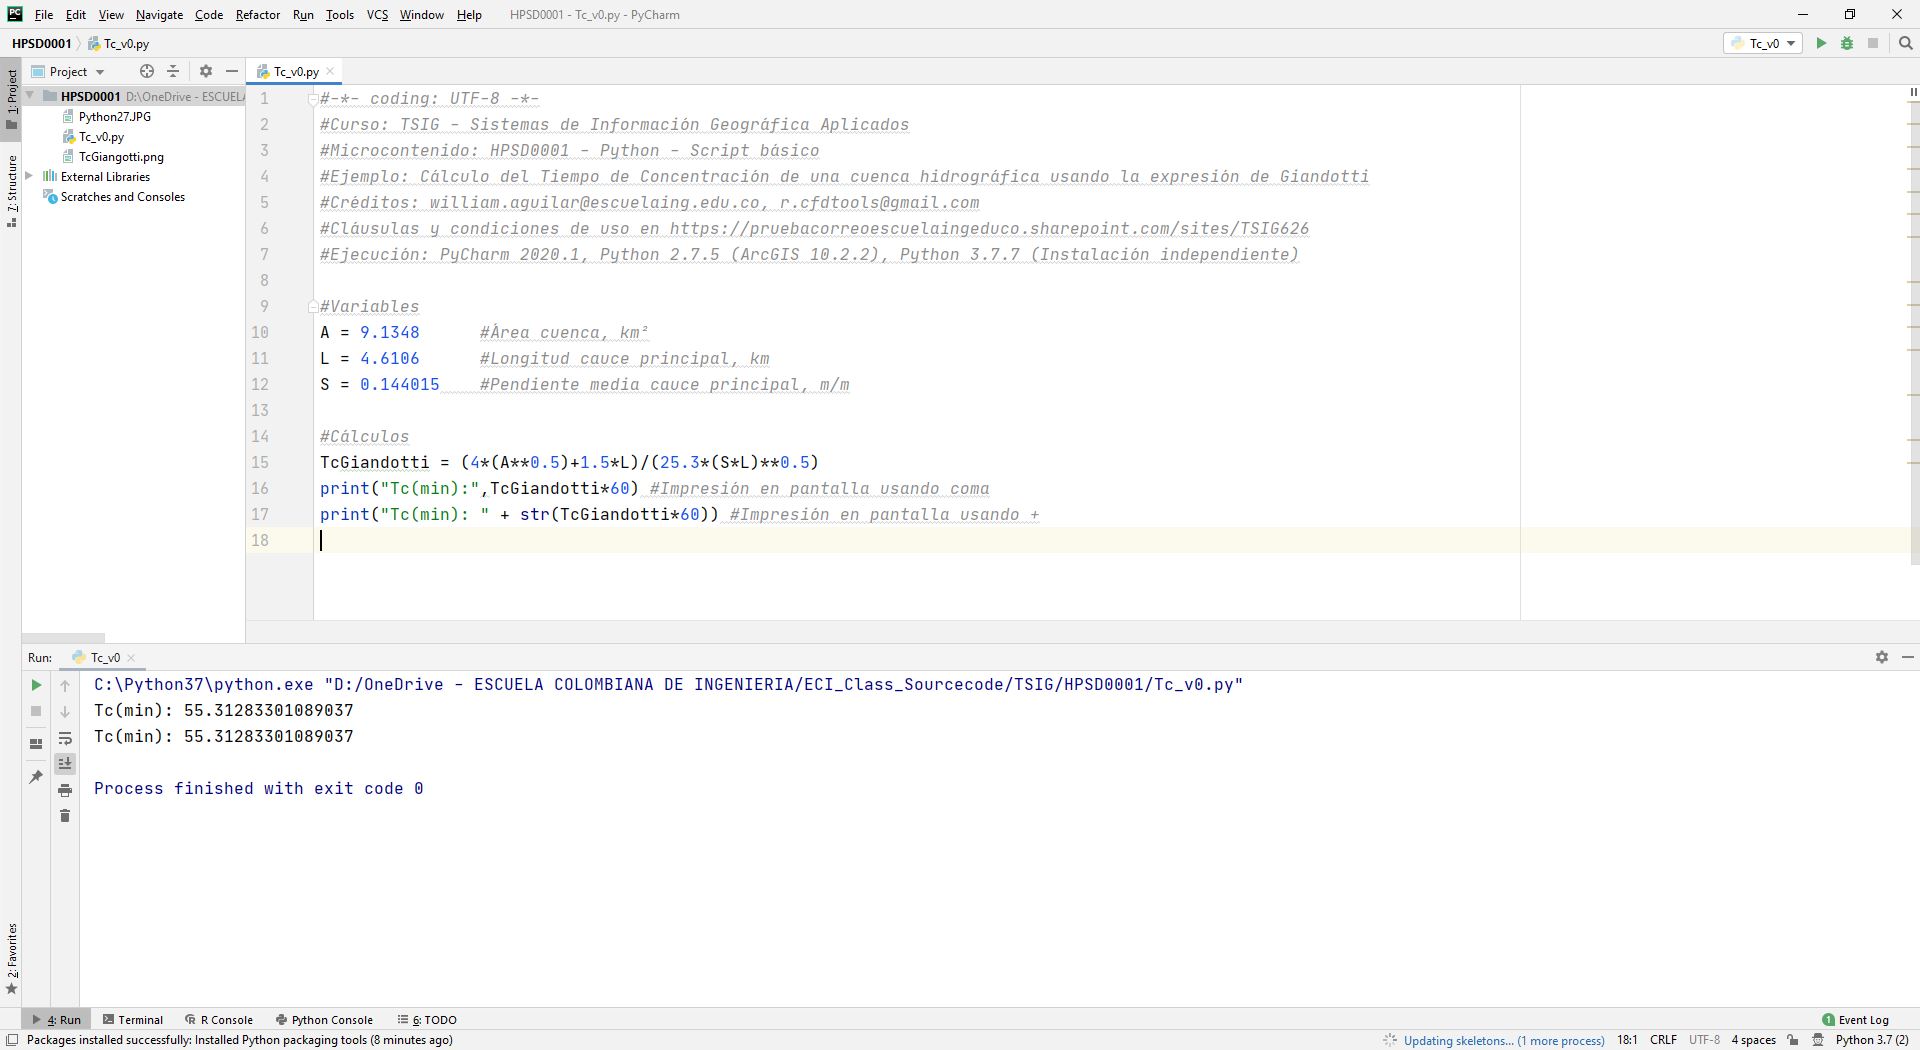 File Edit View Navigate Code Refactor Run Tools VCS Window Help HPSD0001 - Tc_v0.py - PyCharm
HPSD0001 Tc_v0.py
Tc_v0
Project
Tc_v0.py
1: Project
HPSD0001 D:\OneDrive - ESCUELA
Python27.JPG
Tc_v0.py
TcGiangotti.png
External Libraries
Scratches and Consoles
7: Structure
1 #-*- coding: UTF-8 -*-
2 #Curso: TSIG - Sistemas de Información Geográfica Aplicados
3 #Microcontenido: HPSD0001 - Python - Script básico
4 #Ejemplo: Cálculo del Tiempo de Concentración de una cuenca hidrográfica usando la expresión de Giandotti
5 #Créditos: william.aguilar@escuelaing.edu.co, r.cfdtools@gmail.com
6 #Cláusulas y condiciones de uso en https://pruebacorreoescuelaingeduco.sharepoint.com/sites/TSIG626
7 #Ejecución: PyCharm 2020.1, Python 2.7.5 (ArcGIS 10.2.2), Python 3.7.7 (Instalación independiente)
8
9 #Variables
10 A = 9.1348 #Área cuenca, km²
11 L = 4.6106 #Longitud cauce principal, km
12 S = 0.144015 #Pendiente media cauce principal, m/m
13
14 #Cálculos
15 TcGiandotti = (4*(A**0.5)+1.5*L)/(25.3*(S*L)**0.5)
16 print("Tc(min):",TcGiandotti*60) #Impresión en pantalla usando coma
17 print("Tc(min): " + str(TcGiandotti*60)) #Impresión en pantalla usando +
18
Run: Tc_v0
C:\Python37\python.exe "D:/OneDrive - ESCUELA COLOMBIANA DE INGENIERIA/ECI_Class_Sourcecode/TSIG/HPSD0001/Tc_v0.py"
Tc(min): 55.31283301089037
Tc(min): 55.31283301089037
Process finished with exit code 0
2: Favorites
4: Run Terminal R Console Python Console 6: TODO 1 Event Log
Packages installed successfully: Installed Python packaging tools (8 minutes ago) Updating skeletons... (1 more process) 18:1 CRLF UTF-8 4 spaces Python 3.7 (2)